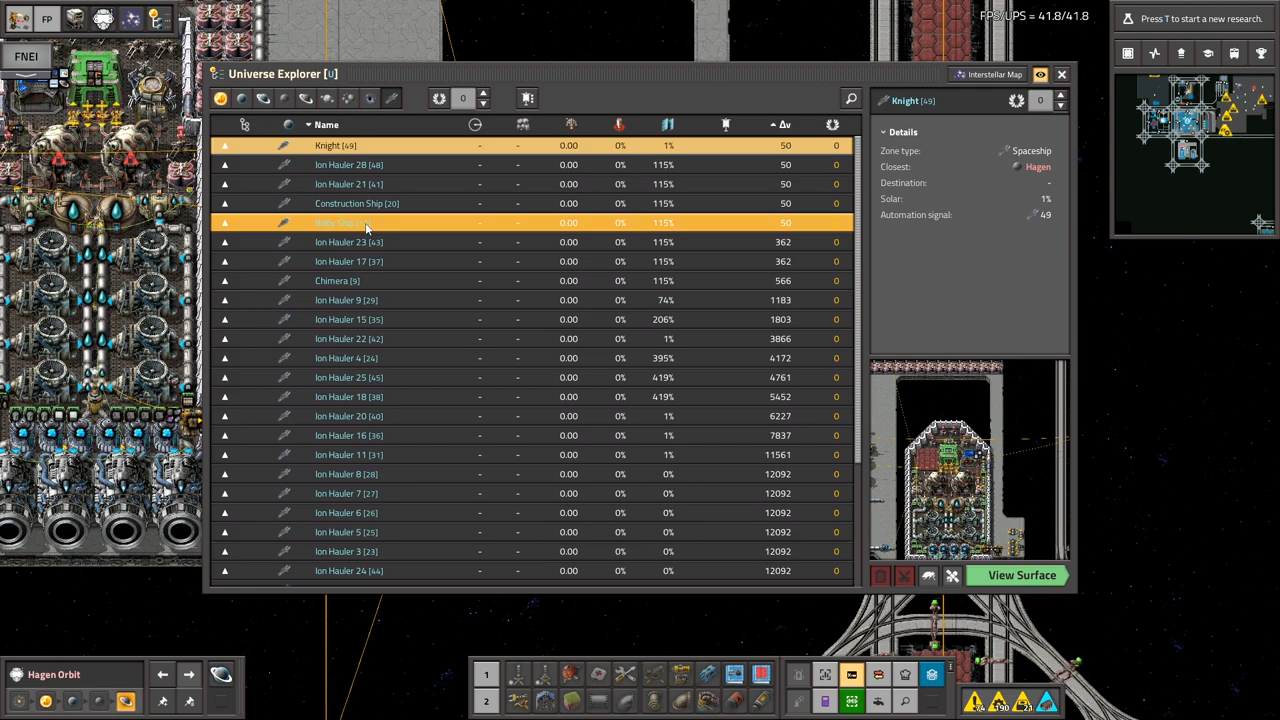 FP
FPS/UPS = 41.8/41.8
Press T to start a new research.
FNEI
Universe Explorer [U]
Interstellar Map
0
Name
Δv
Knight [49] - - 0.00 0% 1% 50 0
Ion Hauler 28 [48] - - 0.00 0% 115% 50 0
Ion Hauler 21 [41] - - 0.00 0% 115% 50 0
Construction Ship [20] - - 0.00 0% 115% 50 0
- - 0.00 0% 115% 50 0
Ion Hauler 23 [43] - - 0.00 0% 115% 362 0
Ion Hauler 17 [37] - - 0.00 0% 115% 362 0
Chimera [9] - - 0.00 0% 115% 566 0
Ion Hauler 9 [29] - - 0.00 0% 74% 1183 0
Ion Hauler 15 [35] - - 0.00 0% 206% 1803 0
Ion Hauler 22 [42] - - 0.00 0% 1% 3866 0
Ion Hauler 4 [24] - - 0.00 0% 395% 4172 0
Ion Hauler 25 [45] - - 0.00 0% 419% 4761 0
Ion Hauler 18 [38] - - 0.00 0% 419% 5452 0
Ion Hauler 20 [40] - - 0.00 0% 1% 6227 0
Ion Hauler 16 [36] - - 0.00 0% 1% 7837 0
Ion Hauler 11 [31] - - 0.00 0% 1% 11561 0
Ion Hauler 8 [28] - - 0.00 0% 0% 12092 0
Ion Hauler 7 [27] - - 0.00 0% 0% 12092 0
Ion Hauler 6 [26] - - 0.00 0% 0% 12092 0
Ion Hauler 5 [25] - - 0.00 0% 0% 12092 0
Ion Hauler 3 [23] - - 0.00 0% 0% 12092 0
Ion Hauler 24 [44] - - 0.00 0% 0% 12092 0
Knight [49]
0
Details
Zone type: Spaceship
Closest: Hagen
Destination: -
Solar: 1%
Automation signal: 49
View Surface
Hagen Orbit
1
2
74 190 21